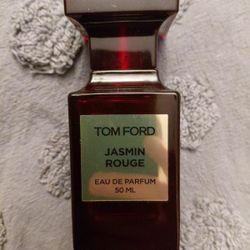 TOM FORD
JASMIN
ROUGE
EAU DE PARFUM
50 ML